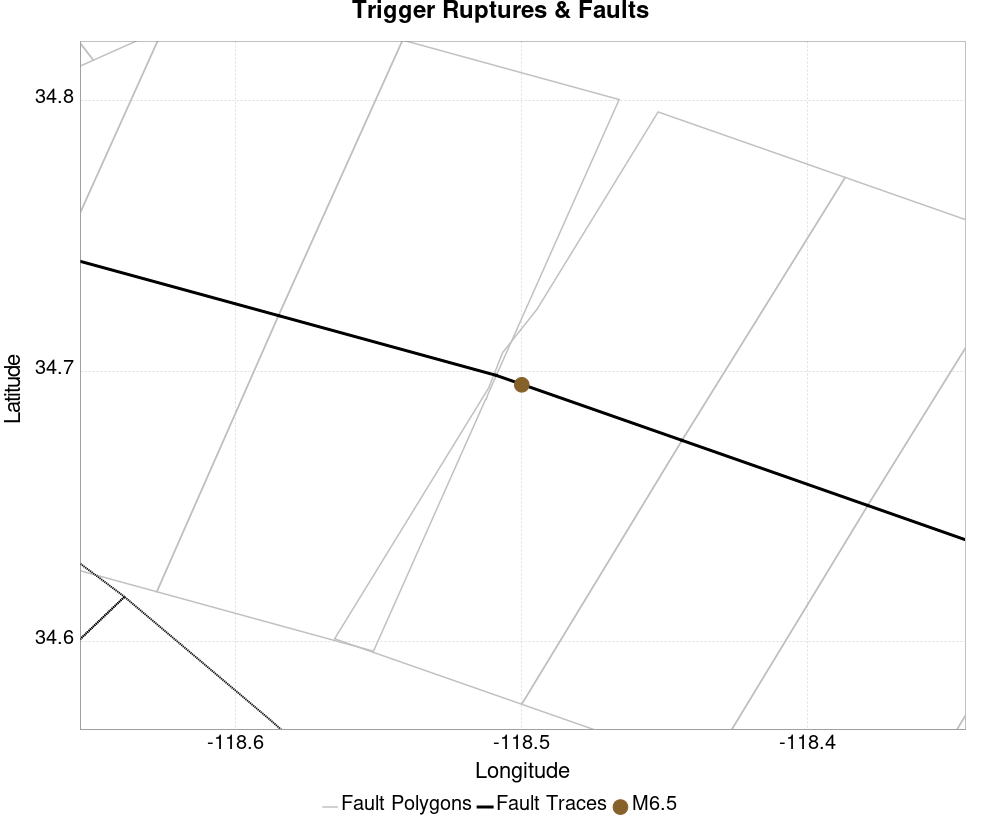 Trigger Ruptures & Faults
34.8
34.7
34.6
Latitude
-118.6
-118.5
-118.4
Longitude
Fault Polygons
Fault Traces
M6.5